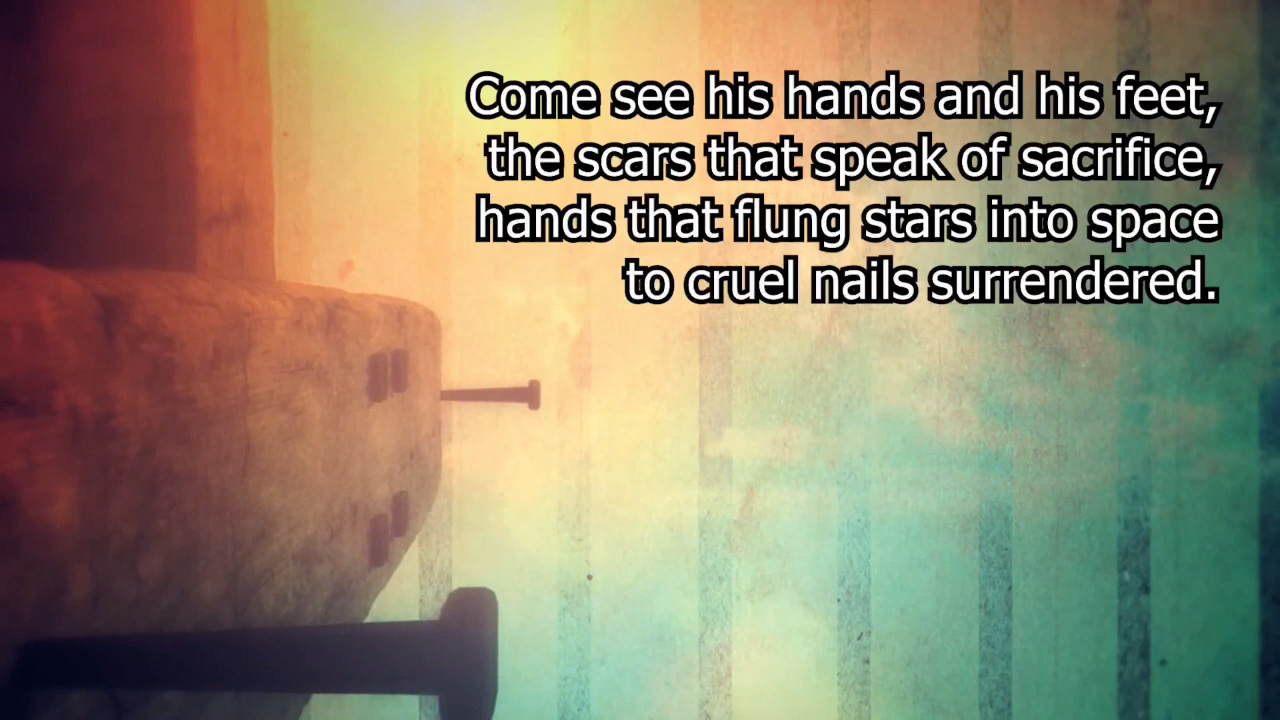 Come see his hands and his feet,
the scars that speak of sacrifice,
hands that flung stars into space
to cruel nails surrendered.